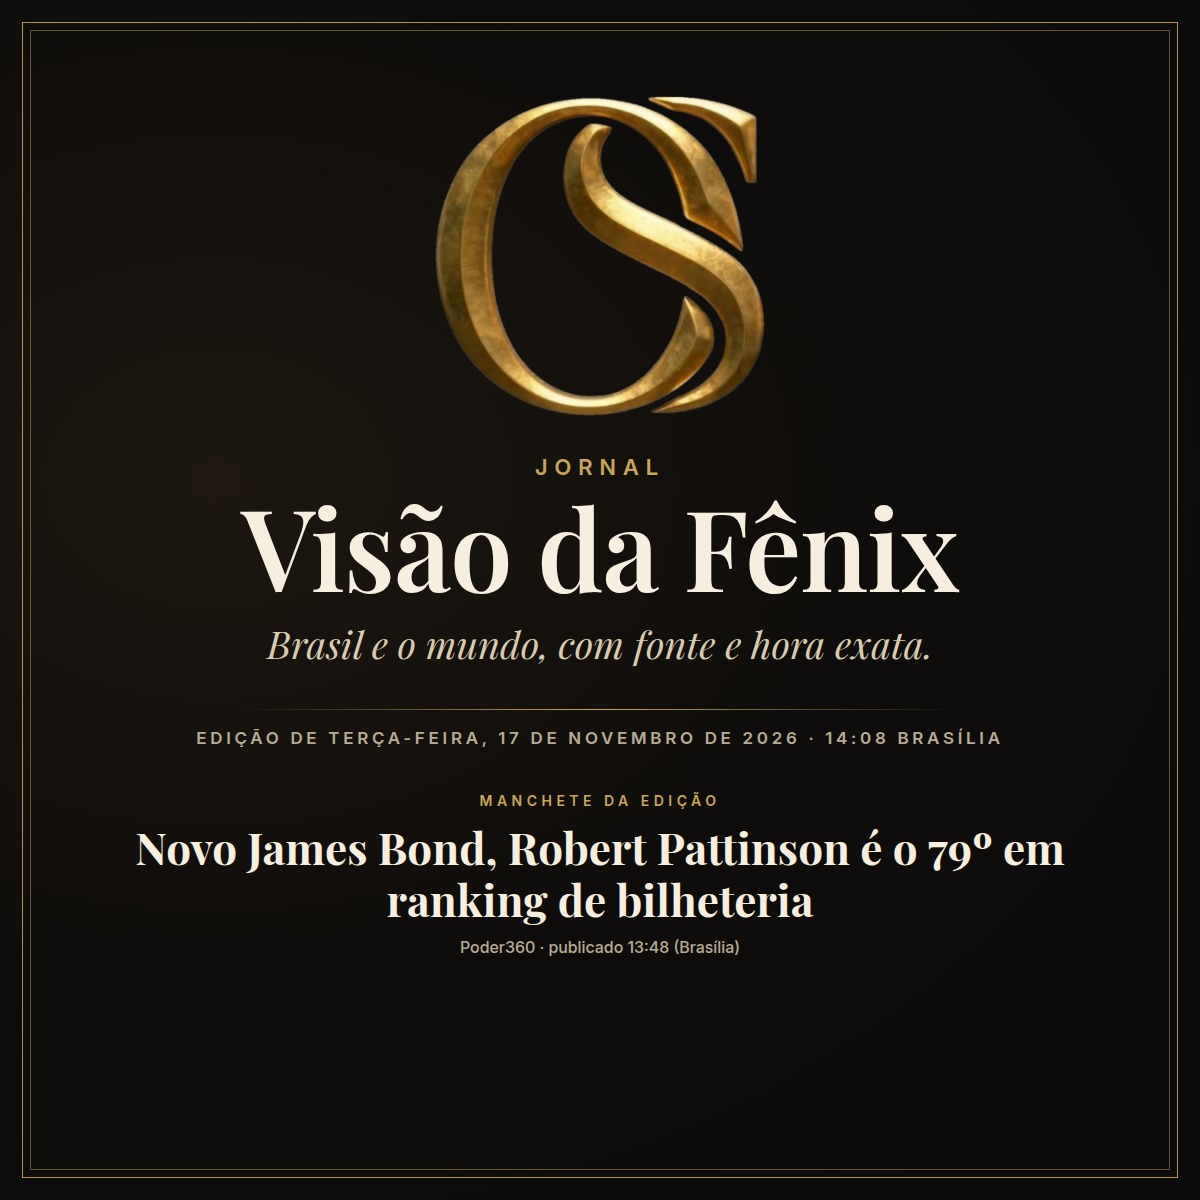 CS
JORNAL
Visão da Fênix
Brasil e o mundo, com fonte e hora exata.
EDIÇÃO DE TERÇA-FEIRA, 17 DE NOVEMBRO DE 2026 · 14:08 BRASÍLIA
MANCHETE DA EDIÇÃO
Novo James Bond, Robert Pattinson é o 79º em
ranking de bilheteria
Poder360 · publicado 13:48 (Brasília)